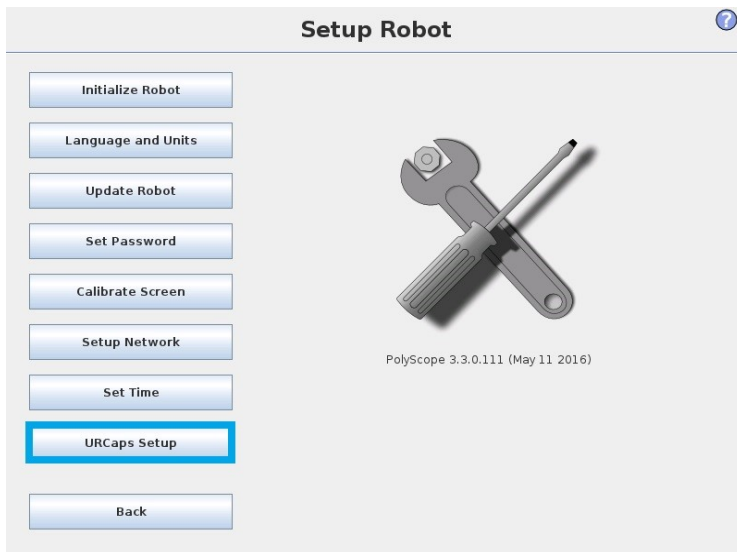 Setup Robot
?
Initialize Robot
Language and Units
Update Robot
Set Password
Calibrate Screen
Setup Network
Set Time
URCaps Setup
Back
PolyScope 3.3.0.111 (May 11 2016)